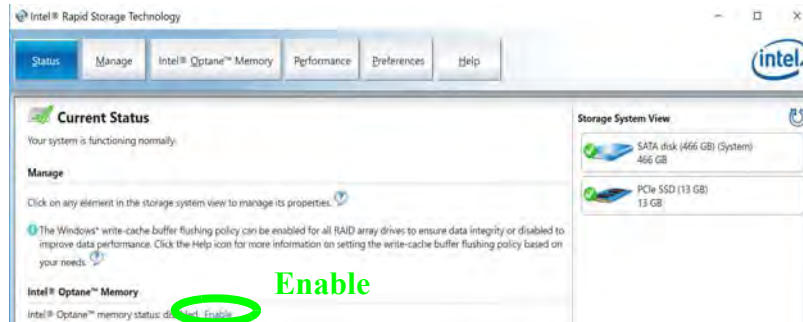 Intel® Rapid Storage Technology
Status
Manage
Intel® Optane™ Memory
Performance
Preferences
Help
intel
Current Status
Your system is functioning normally.
Manage
Click on any element in the storage system view to manage its properties.
The Windows* write-cache buffer flushing policy can be enabled for all RAID array drives to ensure data integrity or disabled to
improve data performance. Click the Help icon for more information on setting the write-cache buffer flushing policy based on
your needs.
Intel® Optane™ Memory
Enable
Intel® Optane™ memory status: disabled Enable
Storage System View
SATA disk (466 GB) (System)
466 GB
PCIe SSD (13 GB)
13 GB